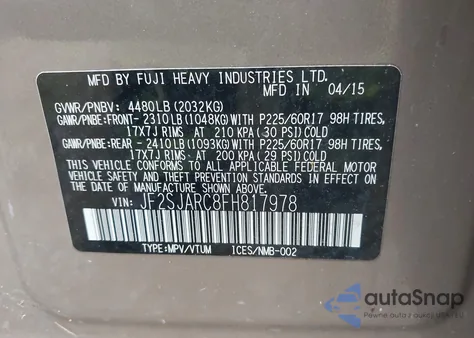 MFD BY FUJI HEAVY INDUSTRIES LTD.
MFD IN 04/15
GVWR/PNBV: 4480LB(2032KG)
GAWR/PNBE:FRONT- 2310LB(1048KG)WITH P225/60R17 98H TIRES,
17X7J RIMS AT 210 KPA(30 PSI)COLD
GAWR/PNBE:REAR - 2410LB(1093KG)WITH P225/60R17 98H TIRES,
17X7J RIMS AT 200 KPA(29 PSI)COLD
THIS VEHICLE CONFORMS TO ALL APPLICABLE FEDERAL MOTOR
VEHICLE SAFETY, BUMPER, AND THEFT PREVENTION STANDARDS IN
EFFECT ON THE DATE OF MANUFACTURE SHOWN ABOVE.
VIN: JF2SJARC8FH817978
TYPE:MPV/VTUM ICES/NMB-002
autoSnap
Pewne auto z